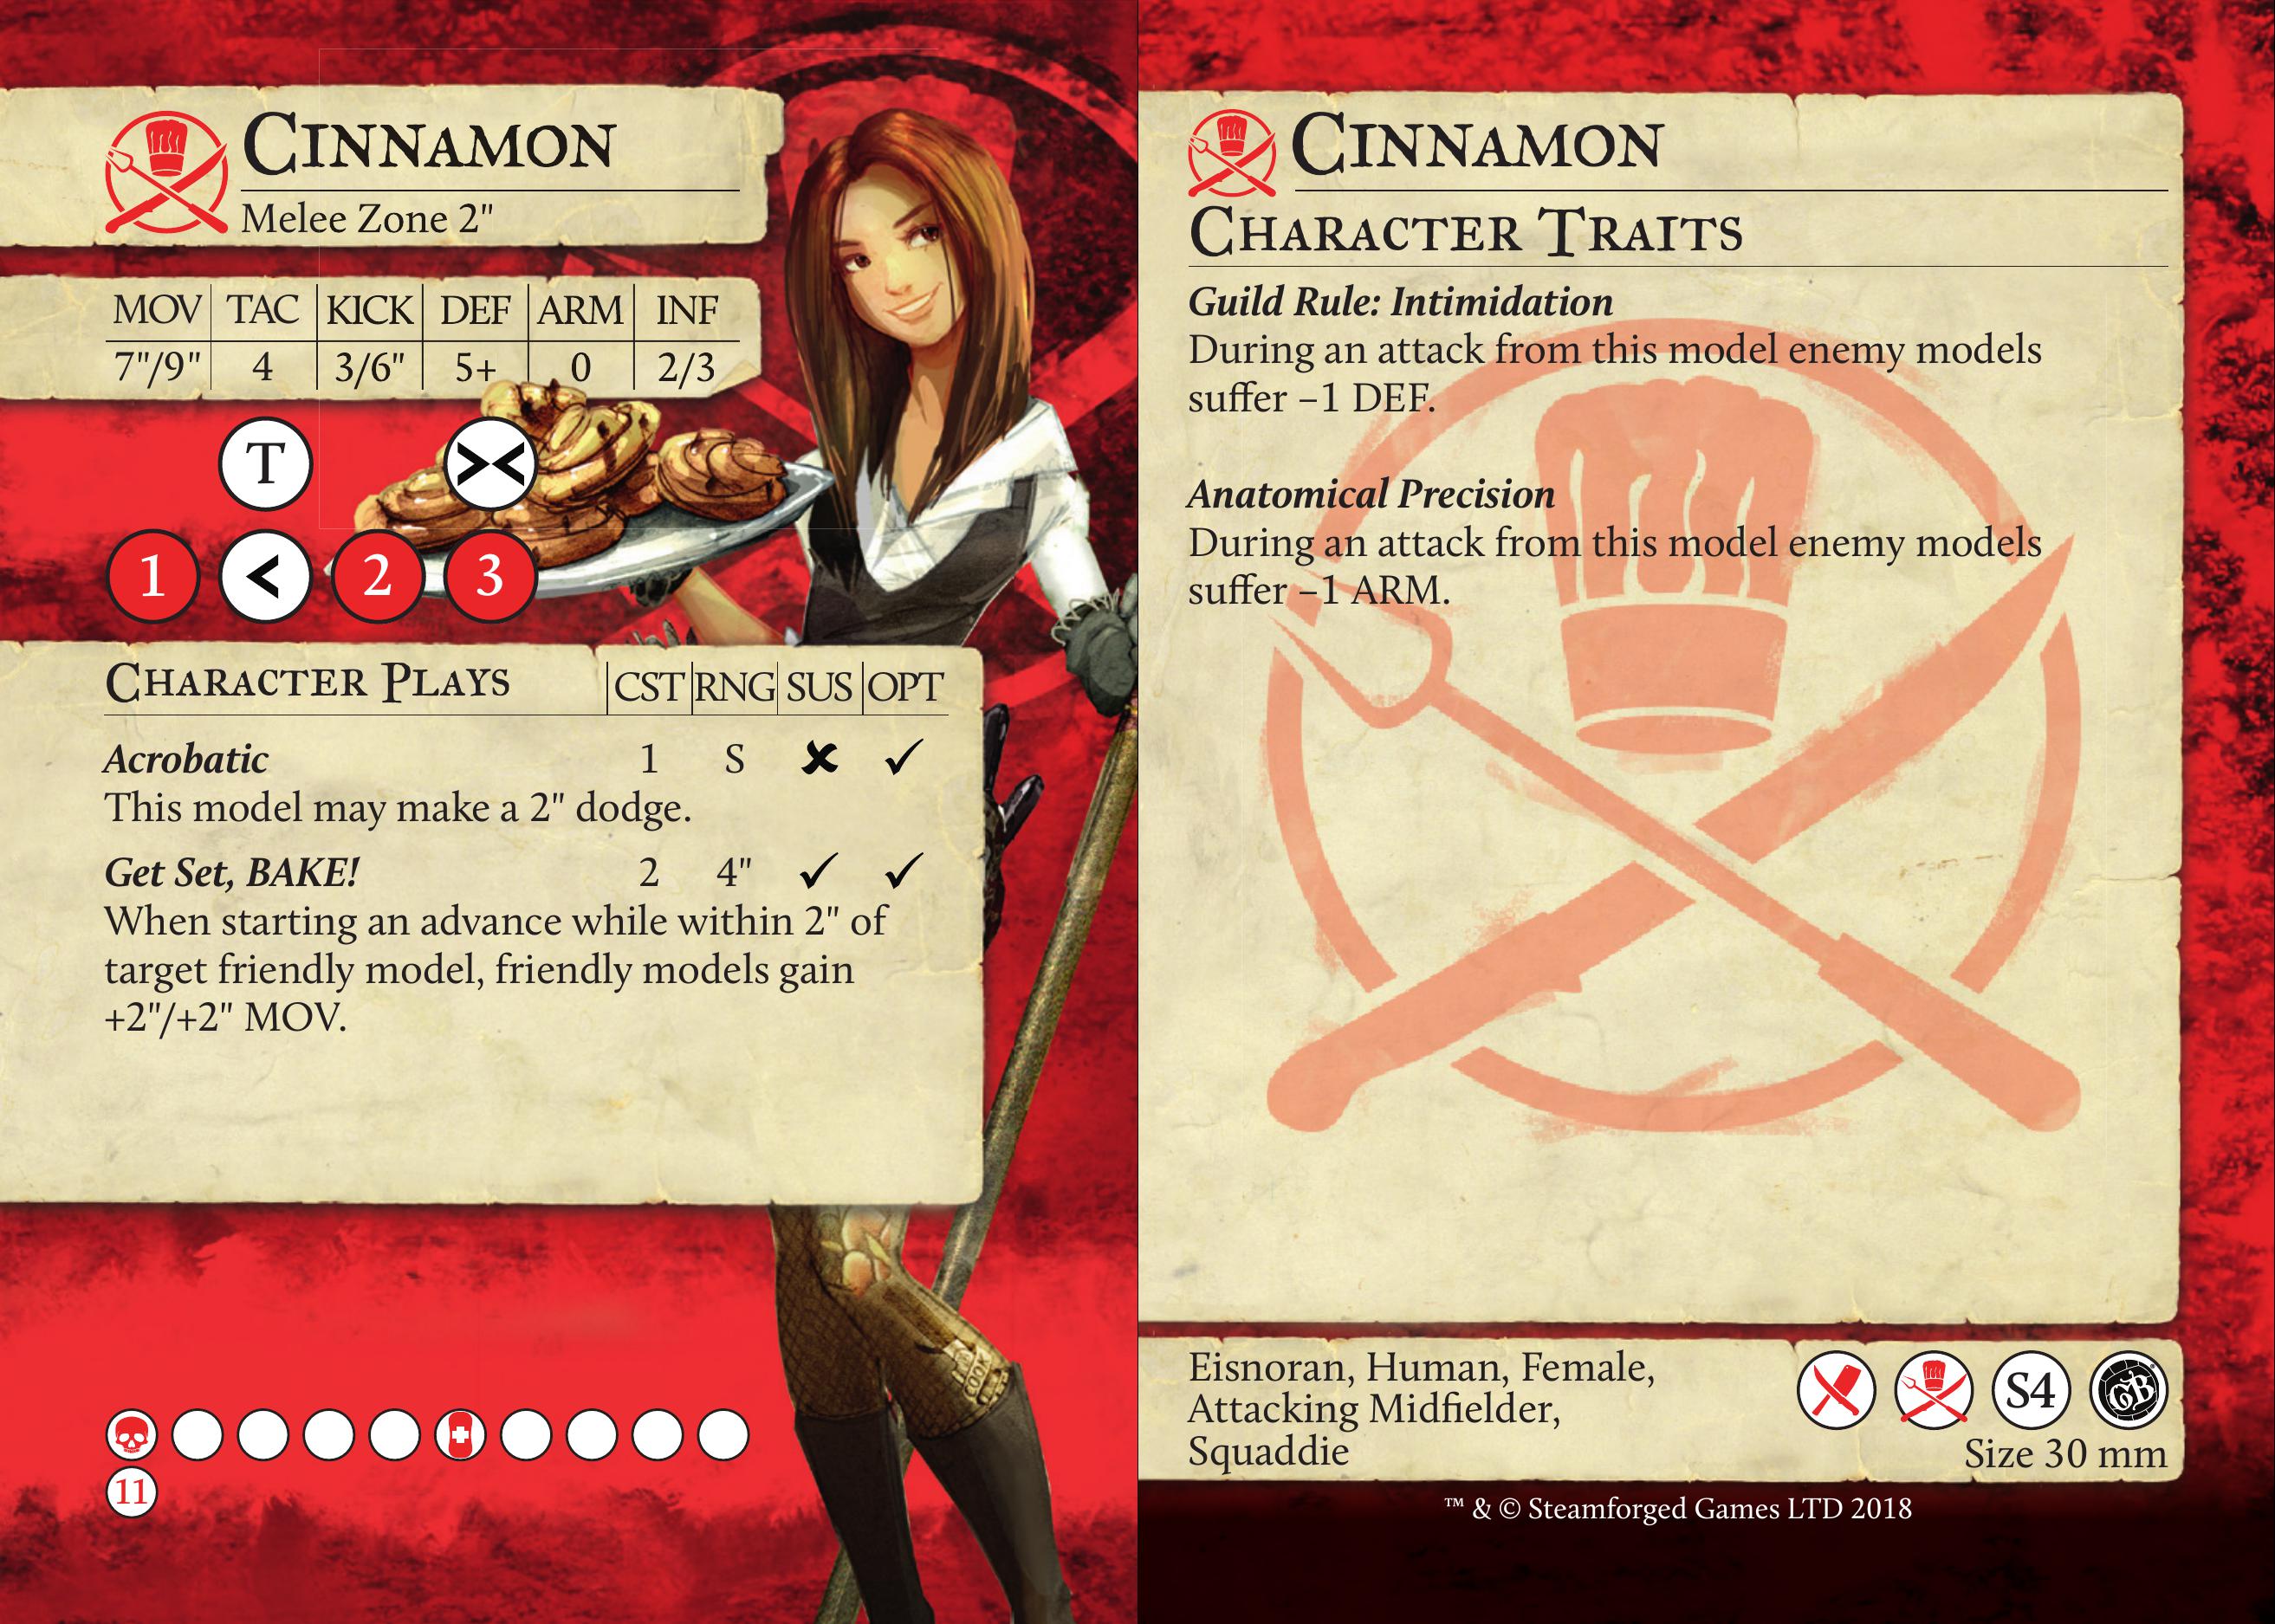 CINNAMON
Melee Zone 2"
MOV TAC KICK DEF ARM INF
7"/9" 4 3/6" 5+ 0 2/3
T ><
1 < 2 3
CHARACTER PLAYS CST RNG SUS OPT
Acrobatic 1 S ✘ ✓
This model may make a 2" dodge.
Get Set, BAKE! 2 4" ✓ ✓
When starting an advance while within 2" of
target friendly model, friendly models gain
+2"/+2" MOV.
COOK
11
CINNAMON
CHARACTER TRAITS
Guild Rule: Intimidation
During an attack from this model enemy models
suffer –1 DEF.
Anatomical Precision
During an attack from this model enemy models
suffer –1 ARM.
Eisnoran, Human, Female,
Attacking Midfielder,
Squaddie
S4 GB
Size 30 mm
™ & © Steamforged Games LTD 2018